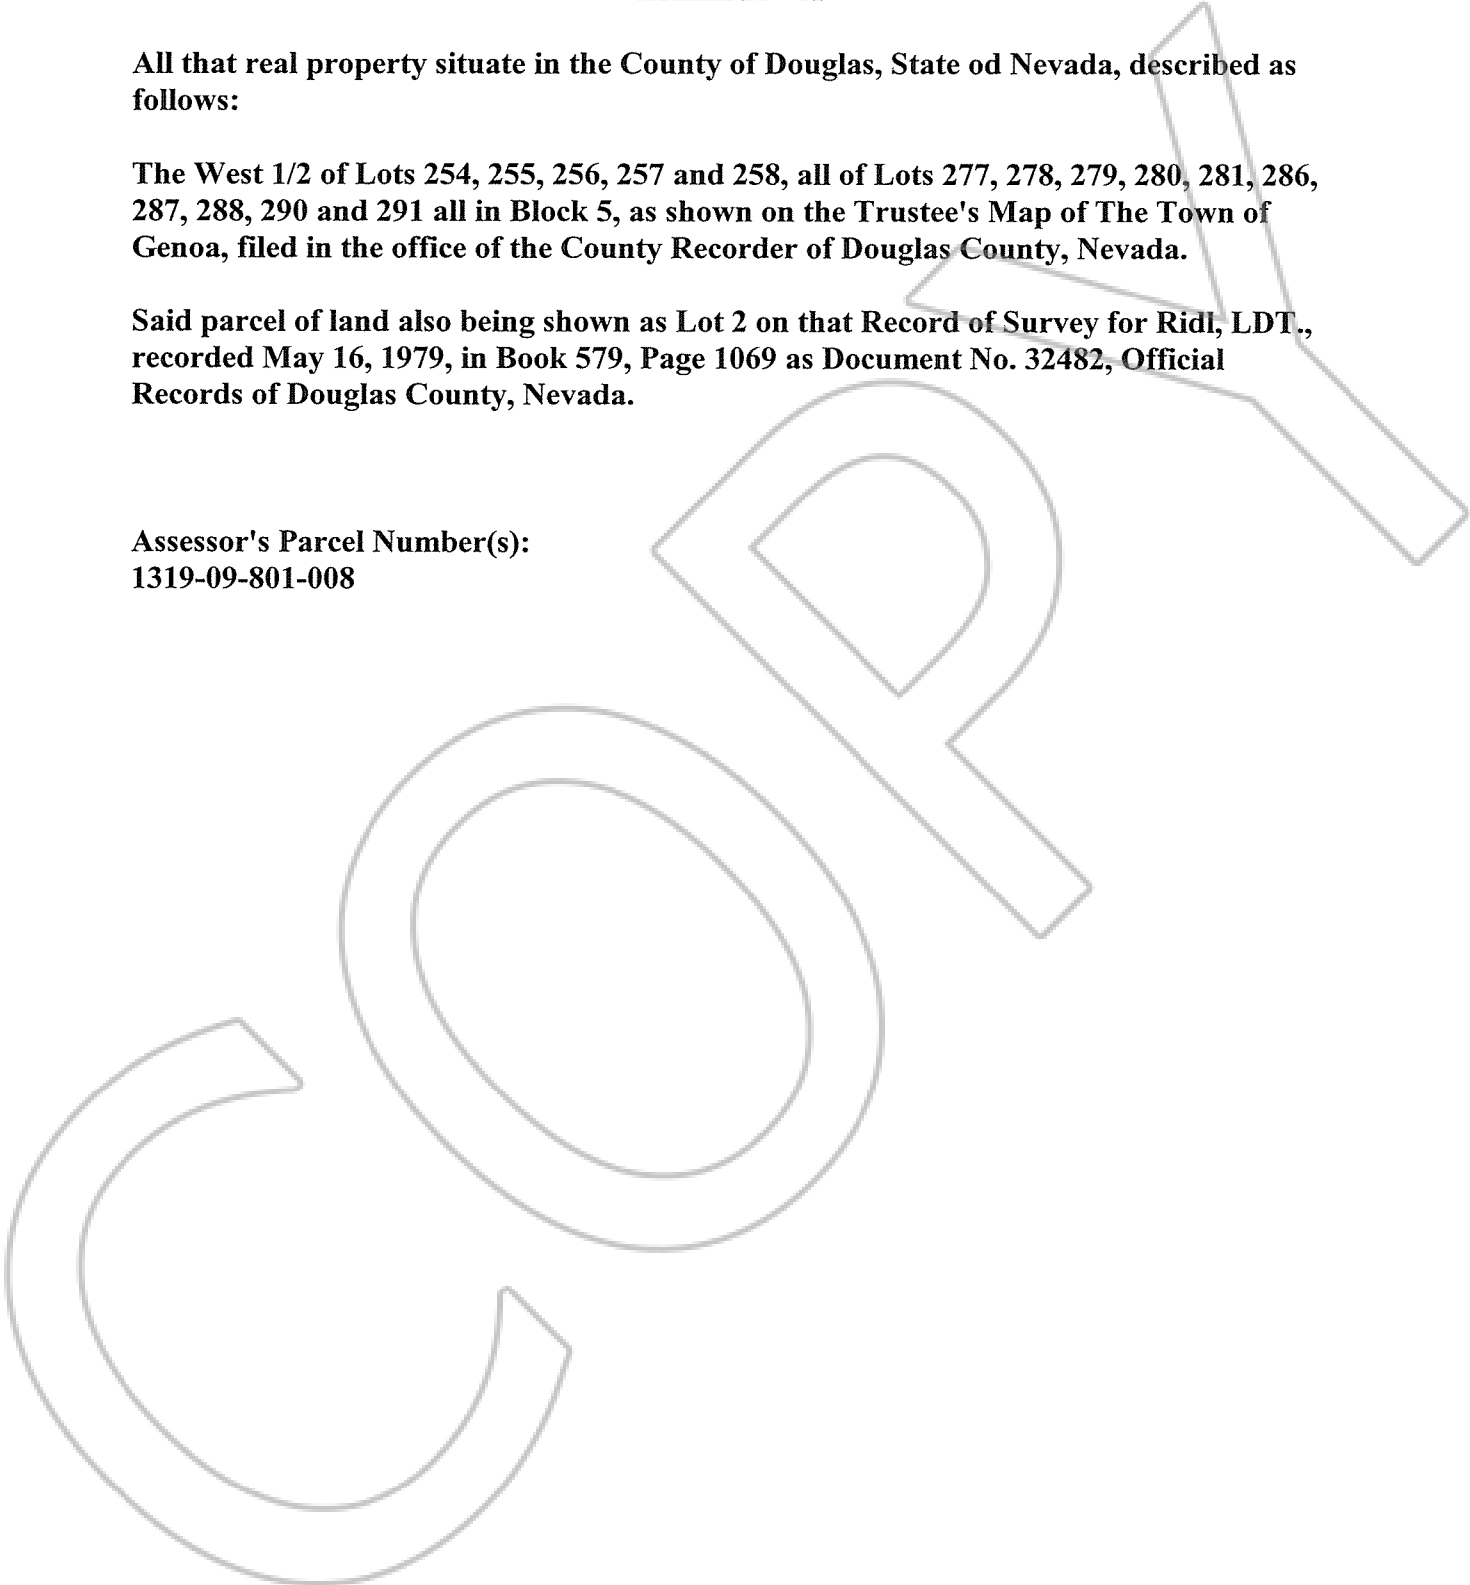 All that real property situate in the County of Douglas, State od Nevada, described as
follows:
The West 1/2 of Lots 254, 255, 256, 257 and 258, all of Lots 277, 278, 279, 280, 281, 286,
287, 288, 290 and 291 all in Block 5, as shown on the Trustee's Map of The Town of
Genoa, filed in the office of the County Recorder of Douglas County, Nevada.
Said parcel of land also being shown as Lot 2 on that Record of Survey for Ridl, LDT.,
recorded May 16, 1979, in Book 579, Page 1069 as Document No. 32482, Official
Records of Douglas County, Nevada.
Assessor's Parcel Number(s):
1319-09-801-008
COPY